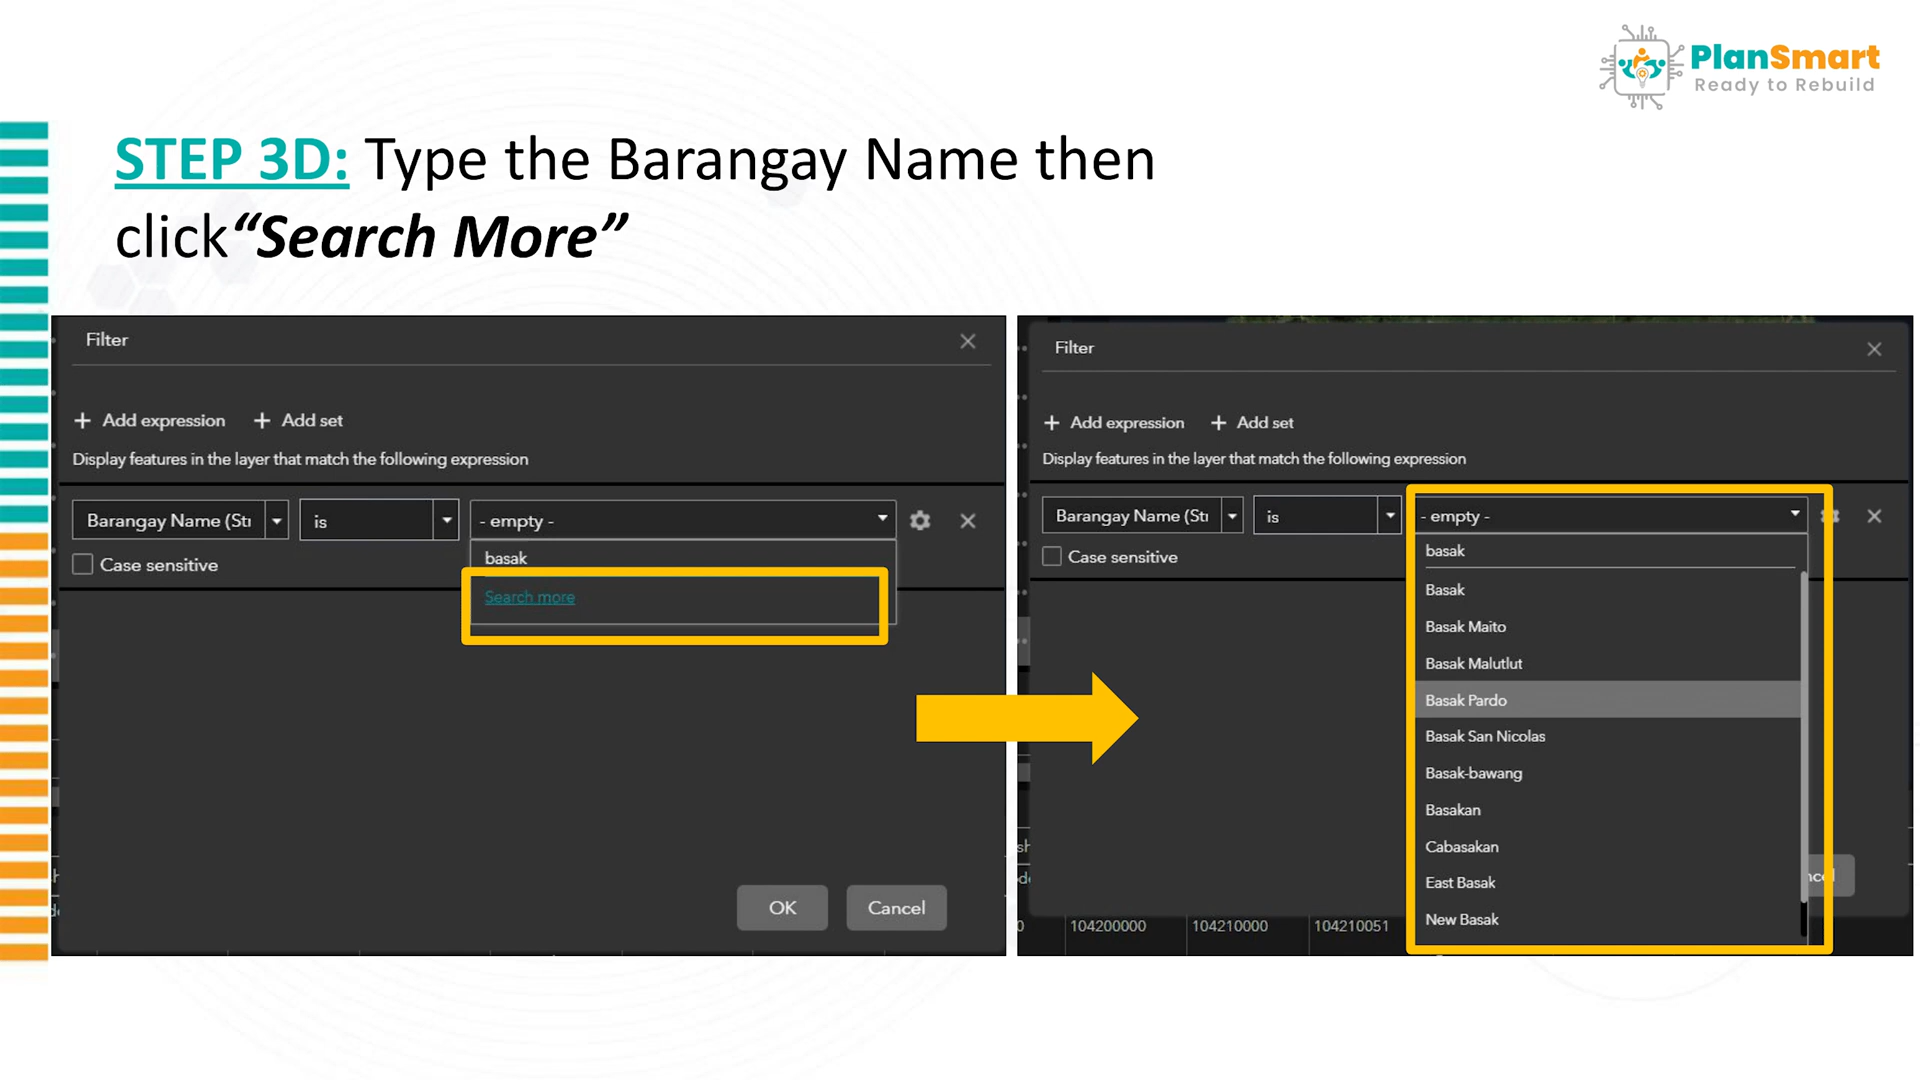 PlanSmart
Ready to Rebuild
STEP 3D: Type the Barangay Name then
click“Search More”
Filter
+ Add expression + Add set
Display features in the layer that match the following expression
Barangay Name (Stri is - empty -
Case sensitive
basak
Search more
OK Cancel
Filter
+ Add expression + Add set
Display features in the layer that match the following expression
Barangay Name (Stri is - empty -
Case sensitive
basak
Basak
Basak Maito
Basak Malutlut
Basak Pardo
Basak San Nicolas
Basak-bawang
Basakan
Cabasakan
East Basak
New Basak
104200000 104210000 104210051